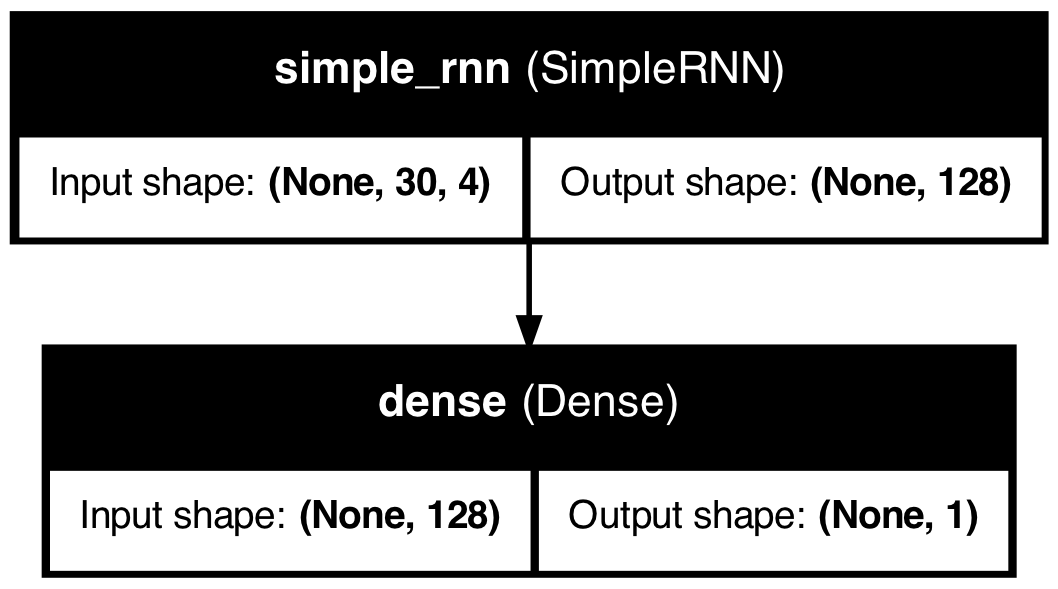 simple_rnn (SimpleRNN)
Input shape: (None, 30, 4)
Output shape: (None, 128)
dense (Dense)
Input shape: (None, 128)
Output shape: (None, 1)